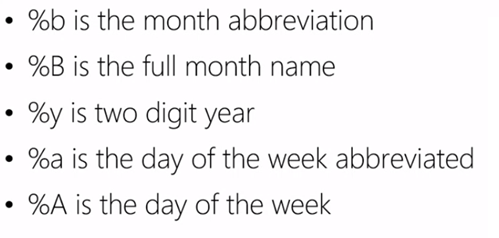 • %b is the month abbreviation
• %B is the full month name
• %y is two digit year
• %a is the day of the week abbreviated
• %A is the day of the week